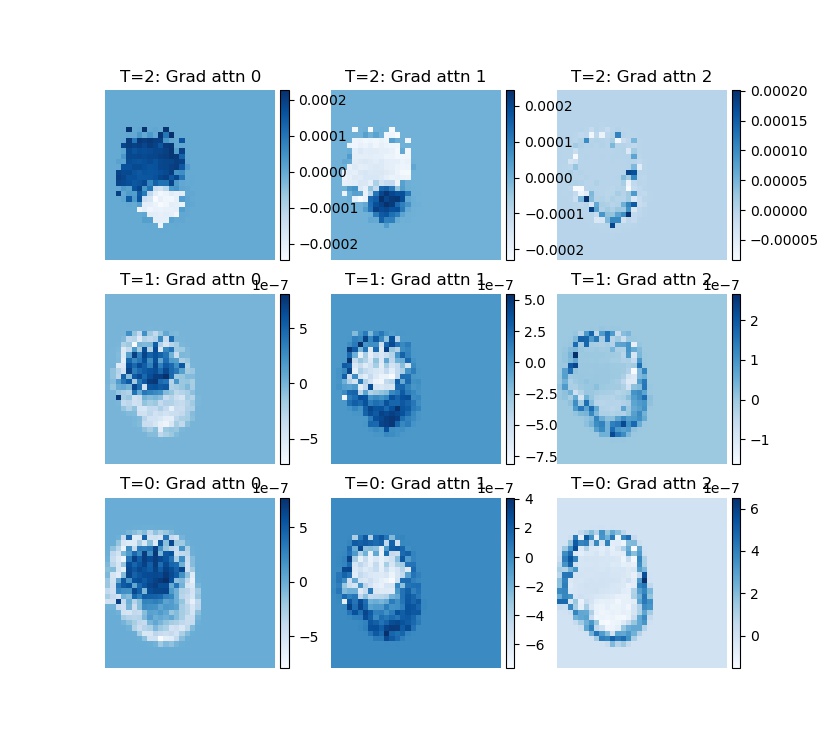 T=2: Grad attn 0
T=2: Grad attn 1
T=2: Grad attn 2
0.0002
0.0001
0.0000
−0.0001
−0.0002
0.0002
0.0001
0.0000
−0.0001
−0.0002
0.00020
0.00015
0.00010
0.00005
0.00000
−0.00005
T=1: Grad attn 0
1e−7
T=1: Grad attn 1
1e−7
T=1: Grad attn 2
1e−7
5
0
−5
5.0
2.5
0.0
−2.5
−5.0
−7.5
2
1
0
−1
T=0: Grad attn 0
1e−7
T=0: Grad attn 1
1e−7
T=0: Grad attn 2
1e−7
5
0
−5
4
2
0
−2
−4
−6
6
4
2
0